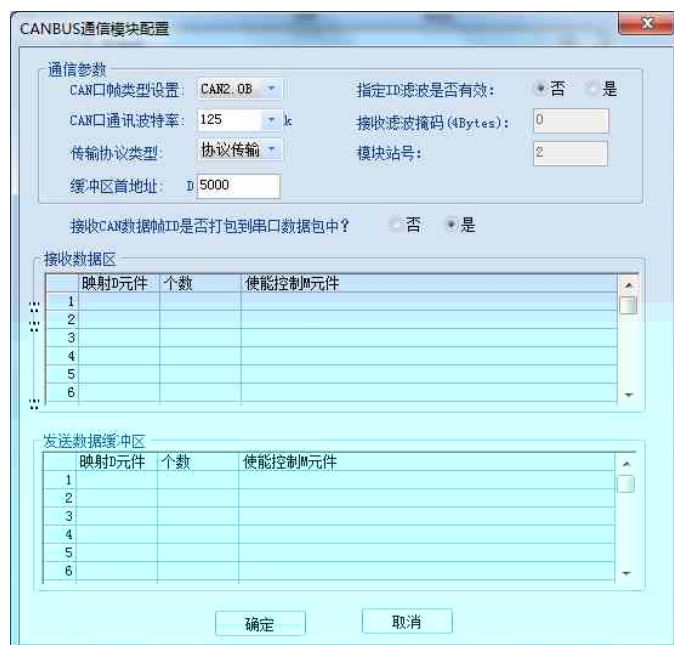 CANBUS通信模块配置
通信参数
CAN口帧类型设置: CAN2.0B 指定ID滤波是否有效: 否 是
CAN口通讯波特率: 125 k 接收滤波掩码(4Bytes): 0
传输协议类型: 协议传输 模块站号: 2
缓冲区首地址: D 5000
接收CAN数据帧ID是否打包到串口数据包中? 否 是
接收数据区
映射D元件 个数 使能控制M元件
1
2
3
4
5
6
发送数据缓冲区
映射D元件 个数 使能控制M元件
1
2
3
4
5
6
确定 取消